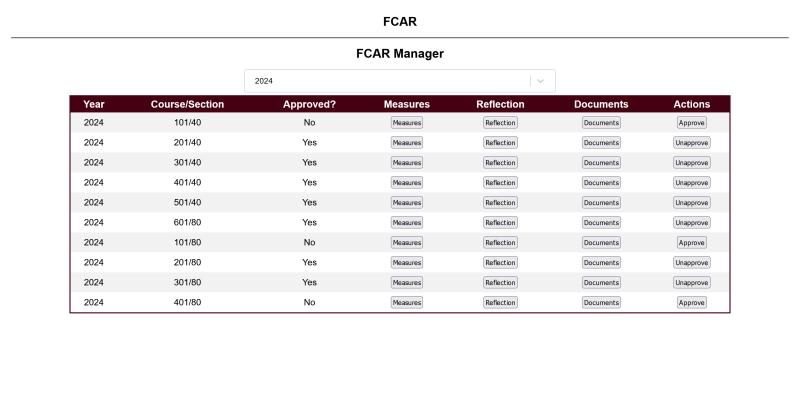 FCAR
FCAR Manager
2024
Year Course/Section Approved? Measures Reflection Documents Actions
2024 101/40 No Measures Reflection Documents Approve
2024 201/40 Yes Measures Reflection Documents Unapprove
2024 301/40 Yes Measures Reflection Documents Unapprove
2024 401/40 Yes Measures Reflection Documents Unapprove
2024 501/40 Yes Measures Reflection Documents Unapprove
2024 601/80 Yes Measures Reflection Documents Unapprove
2024 101/80 No Measures Reflection Documents Approve
2024 201/80 Yes Measures Reflection Documents Unapprove
2024 301/80 Yes Measures Reflection Documents Unapprove
2024 401/80 No Measures Reflection Documents Approve